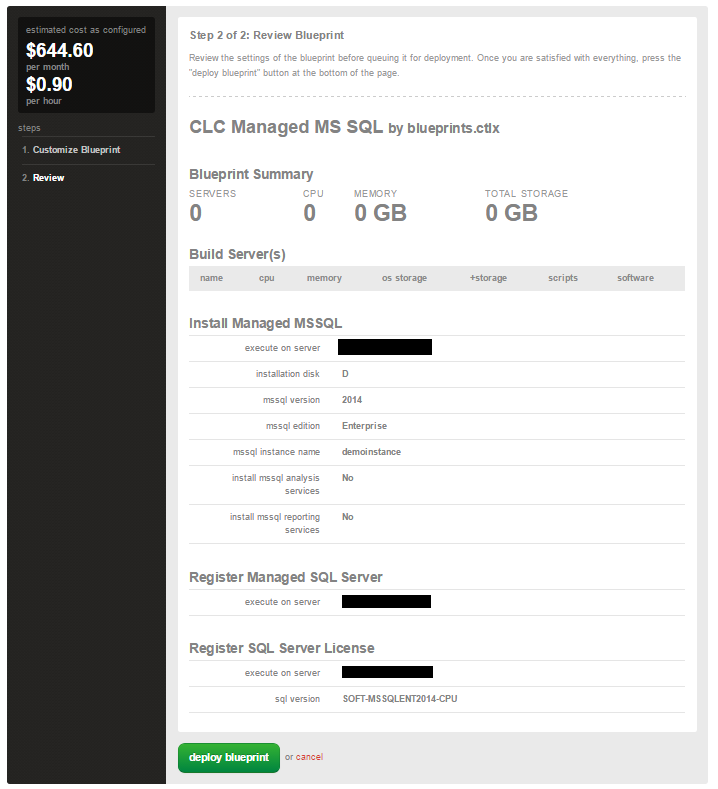 estimated cost as configured
$644.60
per month
$0.90
per hour
steps
1. Customize Blueprint
2. Review
Step 2 of 2: Review Blueprint
Review the settings of the blueprint before queuing it for deployment. Once you are satisfied with everything, press the
"deploy blueprint" button at the bottom of the page.
CLC Managed MS SQL by blueprints.ctlx
Blueprint Summary
SERVERS CPU MEMORY TOTAL STORAGE
0 0 0 GB 0 GB
Build Server(s)
name cpu memory os storage +storage scripts software
Install Managed MSSQL
execute on server
installation disk D
mssql version 2014
mssql edition Enterprise
mssql instance name demoinstance
install mssql analysis No
services
install mssql reporting No
services
Register Managed SQL Server
execute on server
Register SQL Server License
execute on server
sql version SOFT-MSSQLENT2014-CPU
deploy blueprint or cancel